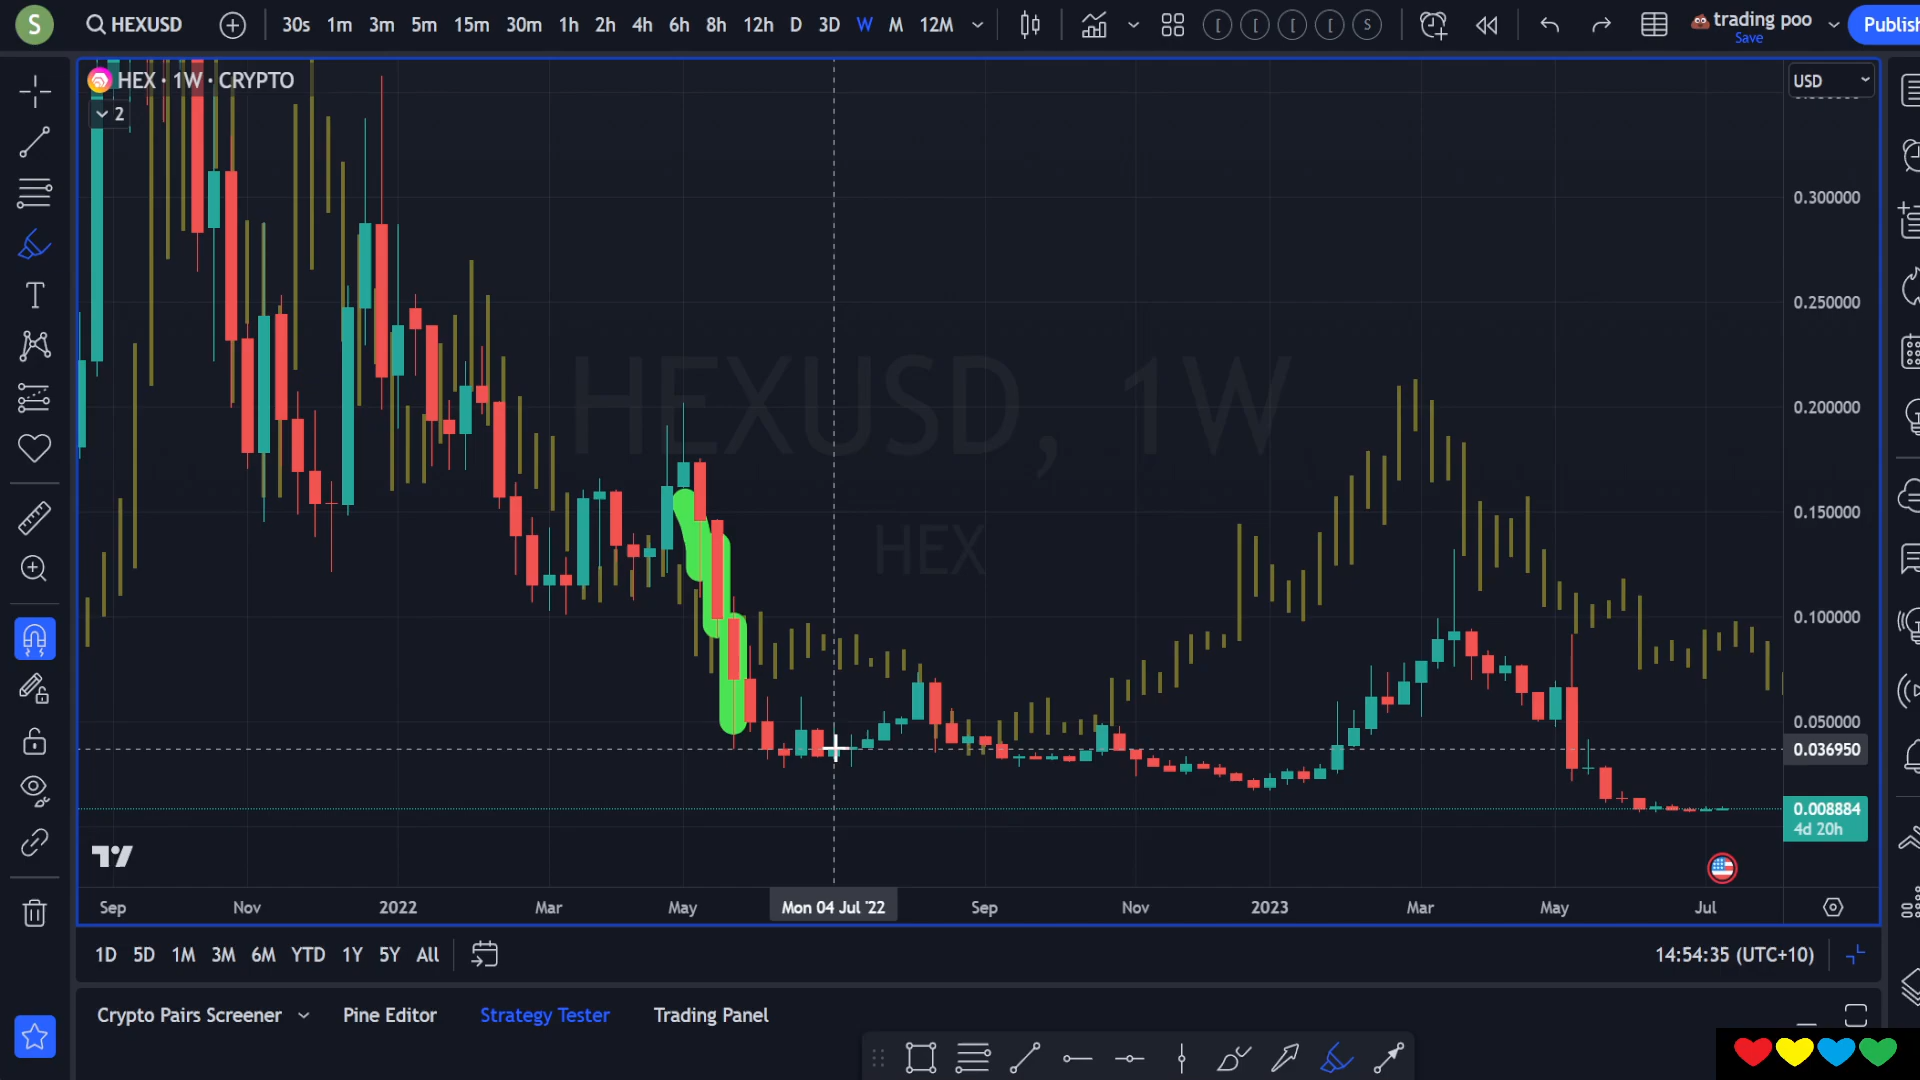 S
HEXUSD
30s 1m 3m 5m 15m 30m 1h 2h 4h 6h 8h 12h D 3D W M 12M
[ [ [ [ S
trading poo
Save
Publish
HEX · 1W · CRYPTO
2
USD
0.300000
0.250000
HEXUSD, 1W
0.200000
HEX
0.150000
0.100000
0.050000
0.036950
0.008884
4d 20h
Sep Nov 2022 Mar May Mon 04 Jul '22 Sep Nov 2023 Mar May Jul
1D 5D 1M 3M 6M YTD 1Y 5Y All
14:54:35 (UTC+10)
Crypto Pairs Screener Pine Editor Strategy Tester Trading Panel